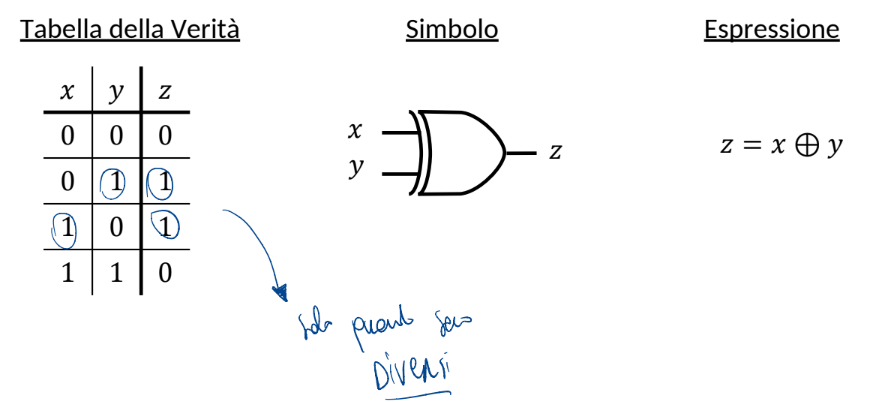 Tabella della Verità
Simbolo
Espressione
x y z
0 0 0
0 1 1
1 0 1
1 1 0
x
y
z
z = x ⊕ y
solo quando sono
DIVERSI